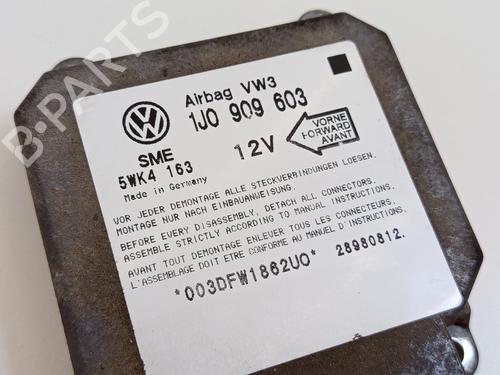 Airbag VW3
1J0 909 603
SME
5WK4 163
12V
Made in Germany
VORNE
FORWARD
AVANT
VOR JEDER DEMONTAGE ALLE STECKVERBINDUNGEN LOESEN.
MONTAGE NUR NACH EINBAUANWEISUNG.
BEFORE EVERY DISASSEMBLY, DETACH ALL CONNECTORS.
ASSEMBLE STRICTLY ACCORDING TO MANUAL INSTRUCTIONS.
AVANT TOUT DEMONTAGE ENLEVER TOUS LES CONNECTEURS.
L'ASSEMBLAGE DOIT ETRE CONFORME AU MANUEL D'INSTRUCTIONS.
*003DFW1862U0* 28980812.
B-PARTS